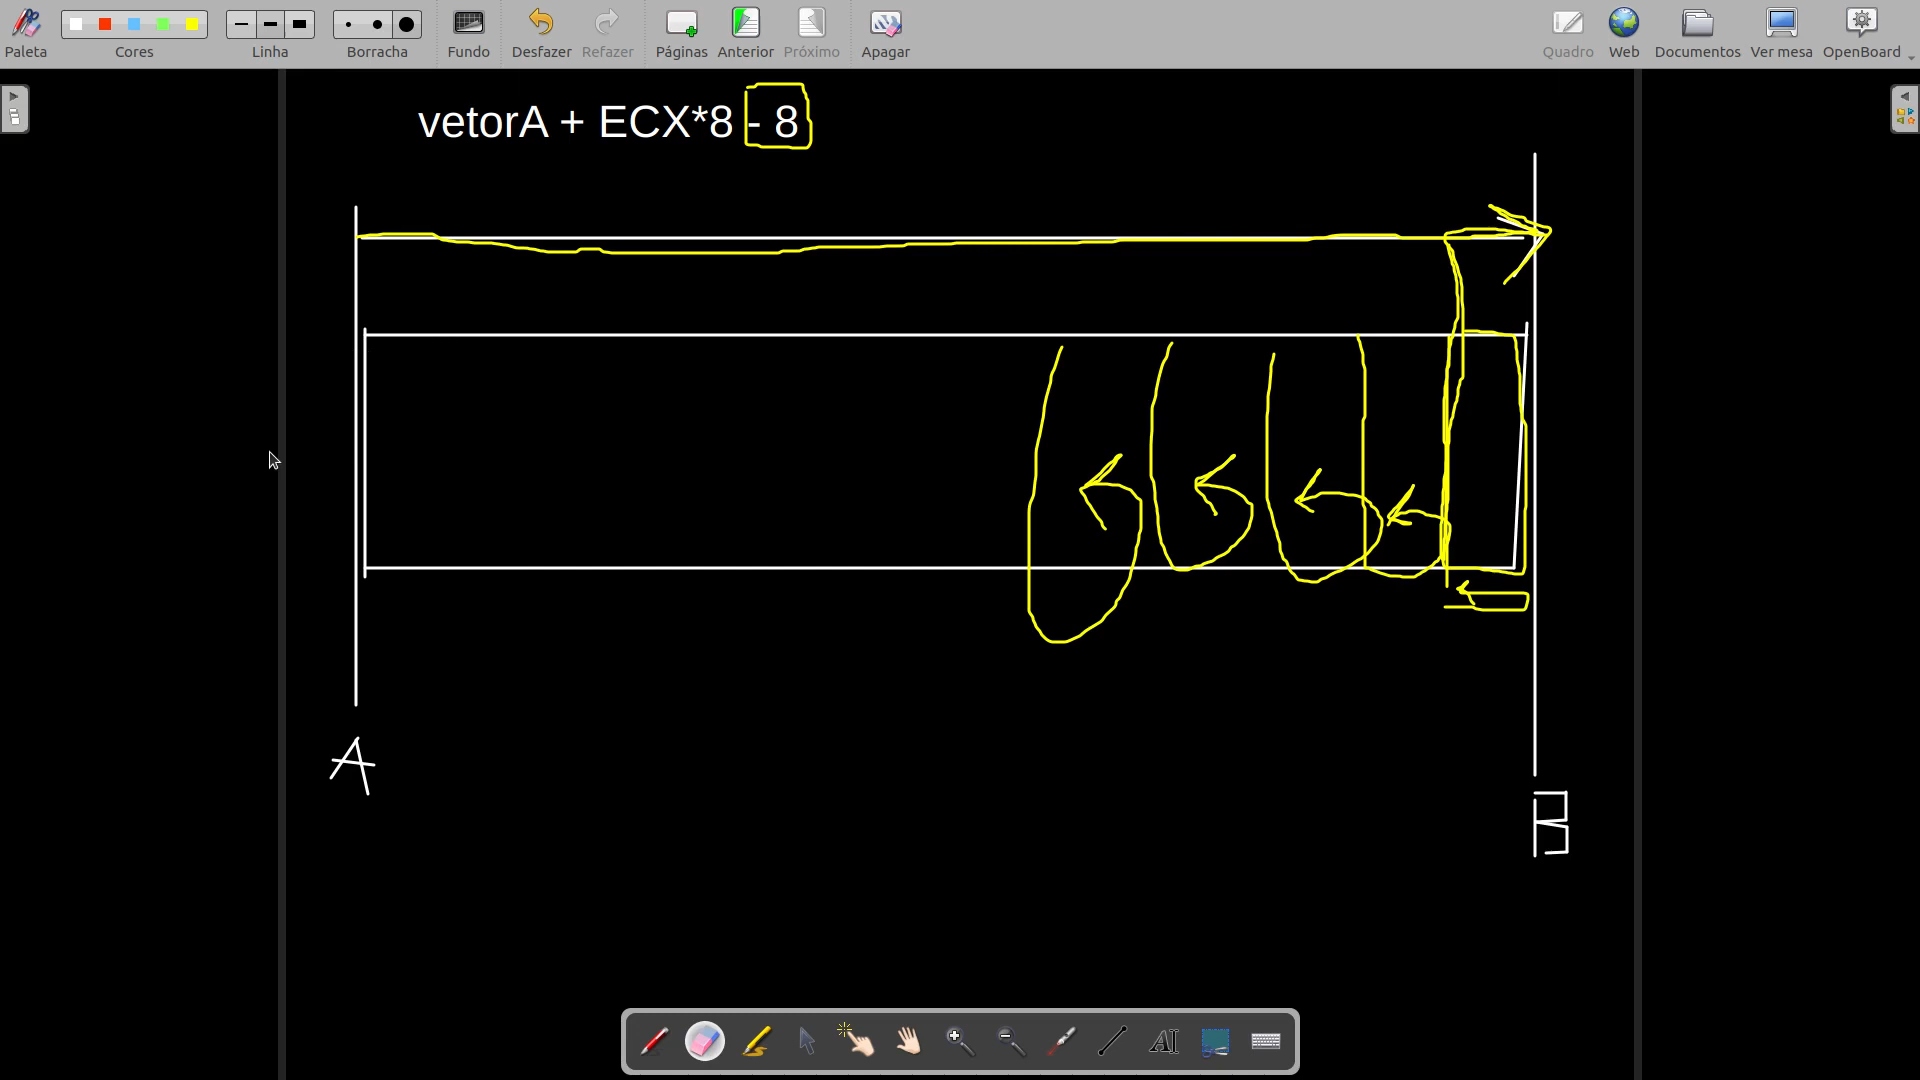 Paleta Cores Linha Borracha Fundo Desfazer Refazer Páginas Anterior Próximo Apagar Quadro Web Documentos Ver mesa OpenBoard
vetorA + ECX*8 - 8
A
B
AI